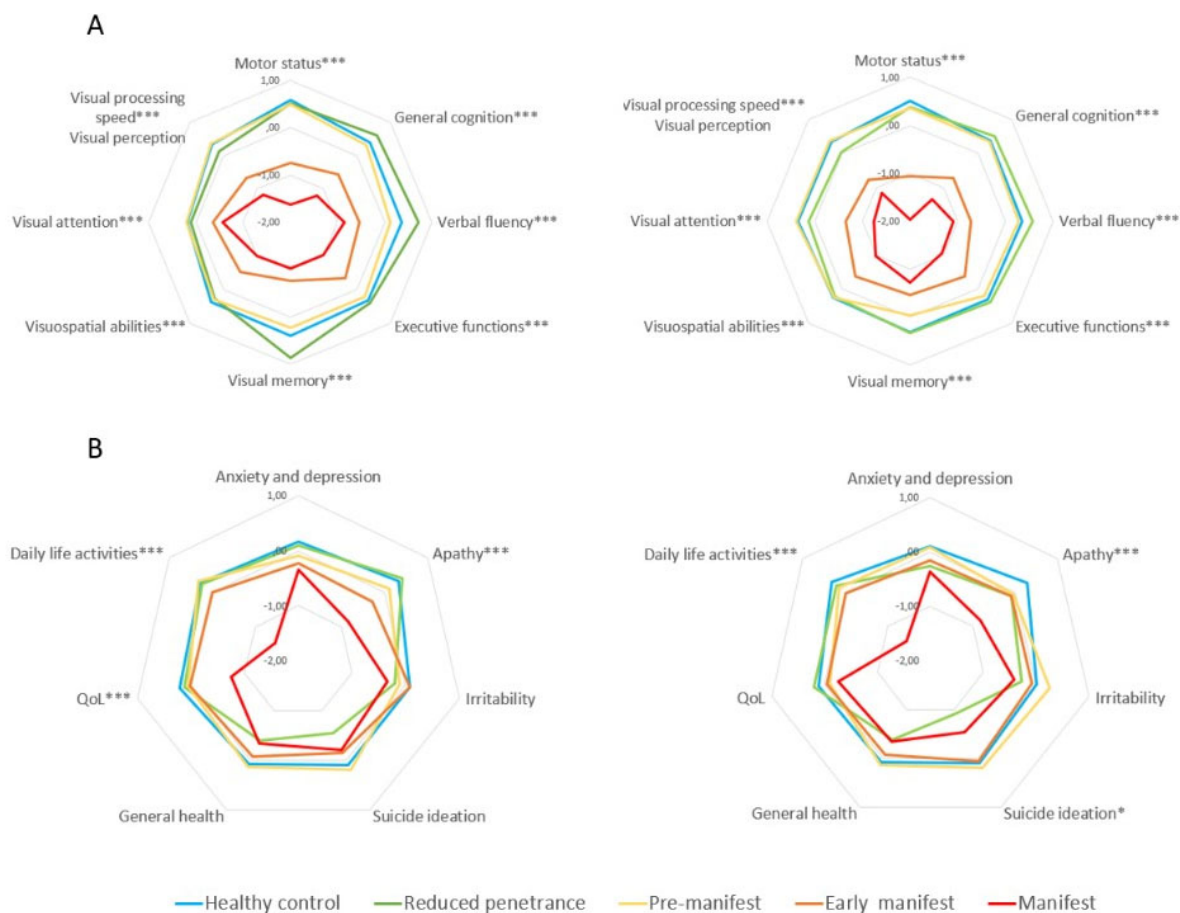 A
Motor status***
1,00
Visual processing
speed***
Visual perception
General cognition***
,00
-1,00
Visual attention***
-2,00
Verbal fluency***
Visuospatial abilities***
Executive functions***
Visual memory***
Motor status***
1,00
Visual processing speed***
Visual perception
General cognition***
,00
-1,00
Visual attention***
-2,00
Verbal fluency***
Visuospatial abilities***
Executive functions***
Visual memory***
B
Anxiety and depression
1,00
Daily life activities***
,00
Apathy***
-1,00
-2,00
QoL***
Irritability
General health
Suicide ideation
Anxiety and depression
1,00
Daily life activities***
,00
Apathy***
-1,00
-2,00
QoL
Irritability
General health
Suicide ideation*
Healthy control
Reduced penetrance
Pre-manifest
Early manifest
Manifest